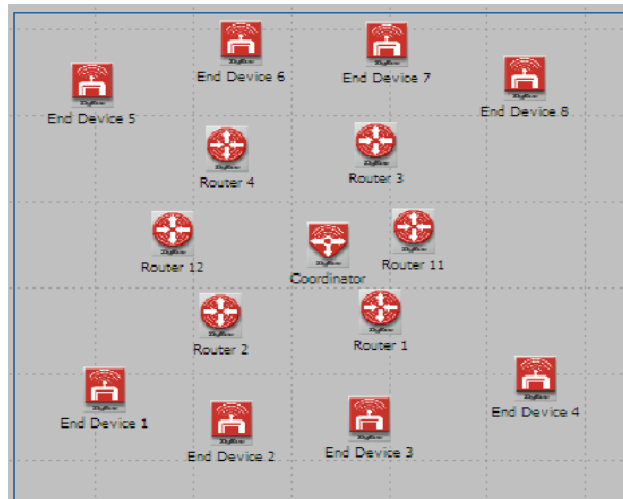 End Device 6
End Device 7
End Device 5
End Device 8
Router 4
Router 3
Router 12
Coordinator
Router 11
Router 2
Router 1
End Device 1
End Device 2
End Device 3
End Device 4